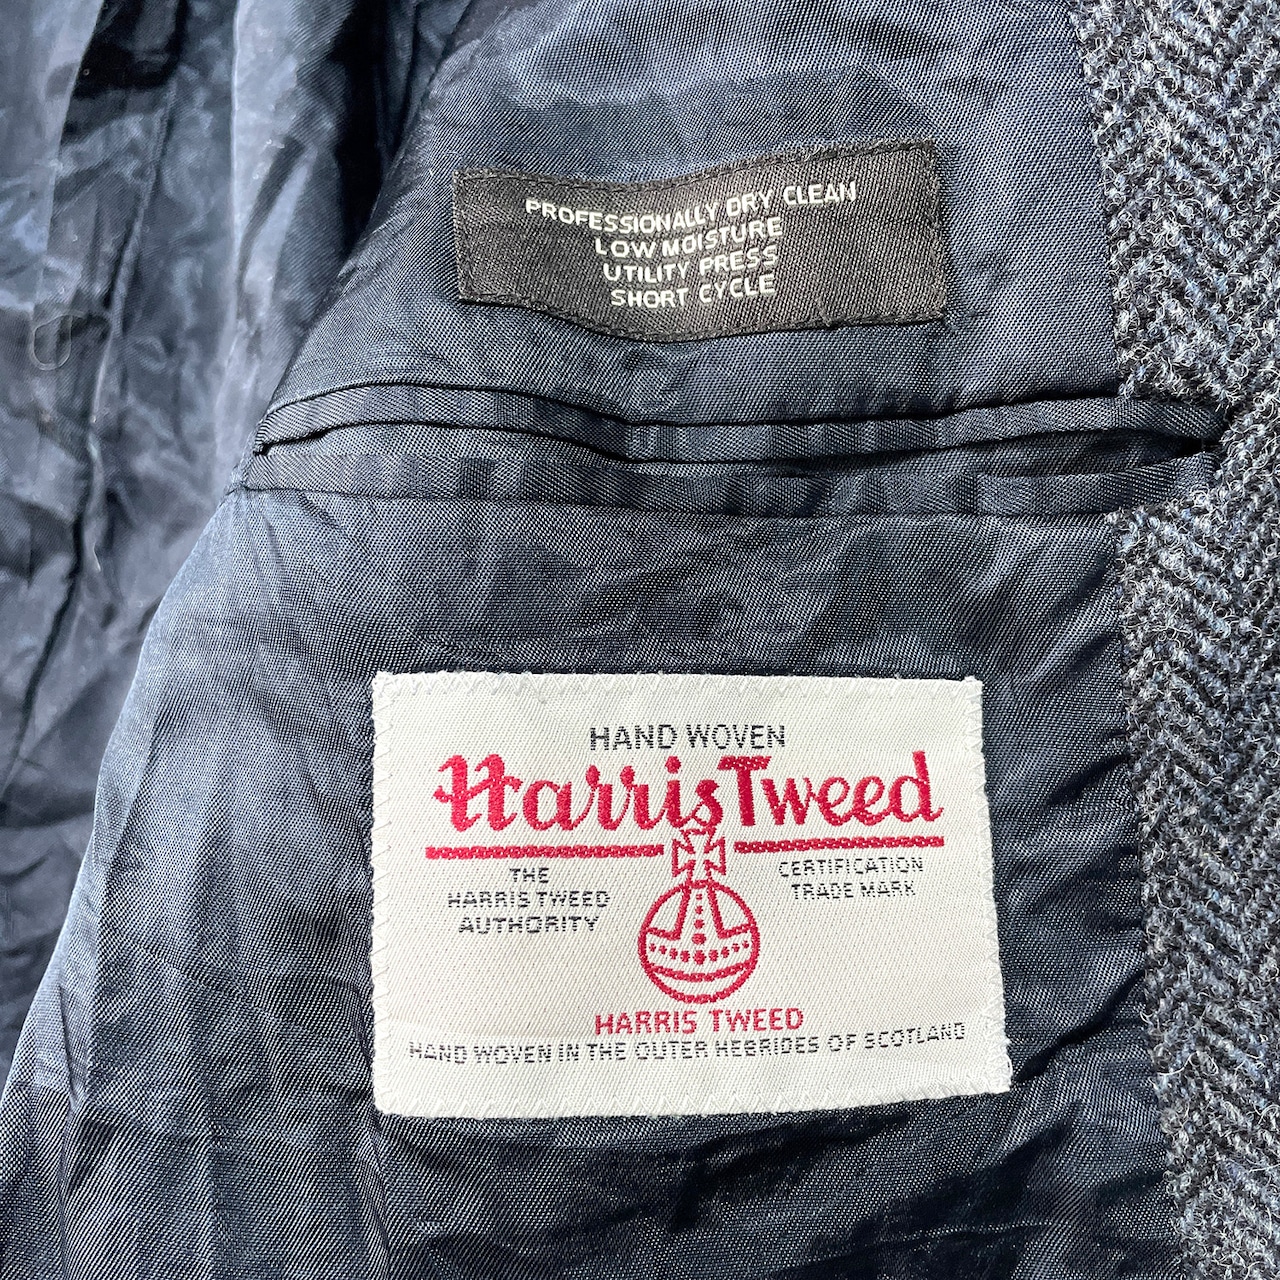 PROFESSIONALLY DRY CLEAN
LOW MOISTURE
UTILITY PRESS
SHORT CYCLE
HAND WOVEN
Harris Tweed
THE
HARRIS TWEED
AUTHORITY
CERTIFICATION
TRADE MARK
HARRIS TWEED
HAND WOVEN IN THE OUTER HEBRIDES OF SCOTLAND